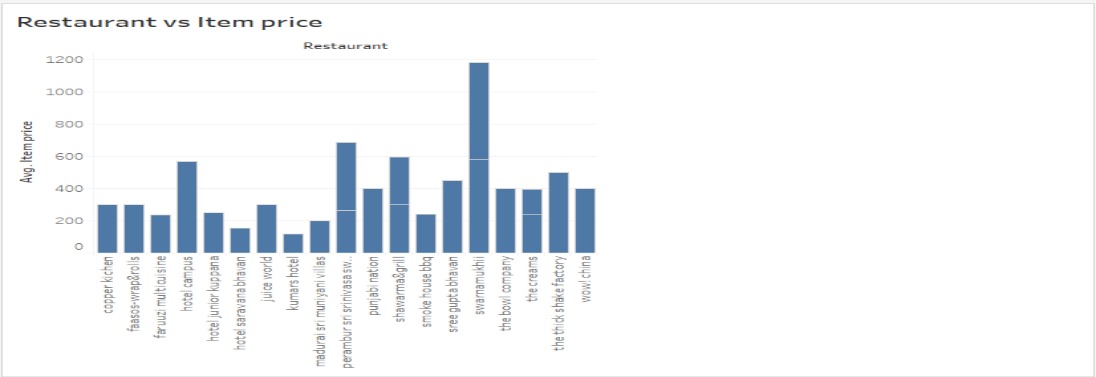 Restaurant vs Item price
Restaurant
Avg. Item price
1200
1000
800
600
400
200
0
copper kichen
faasos-wrap&rolls
faruuzi multicuisine
hotel campus
hotel junior kuppana
hotel saravana bhavan
juice world
kumars hotel
madurai sri muniyani villas
perambur sri srinivasa sw..
punjabi nation
shawarma&grill
smoke house bbq
sree gupta bhavan
swarnamukhii
the bowl company
the creams
the thick shake factory
wow! china